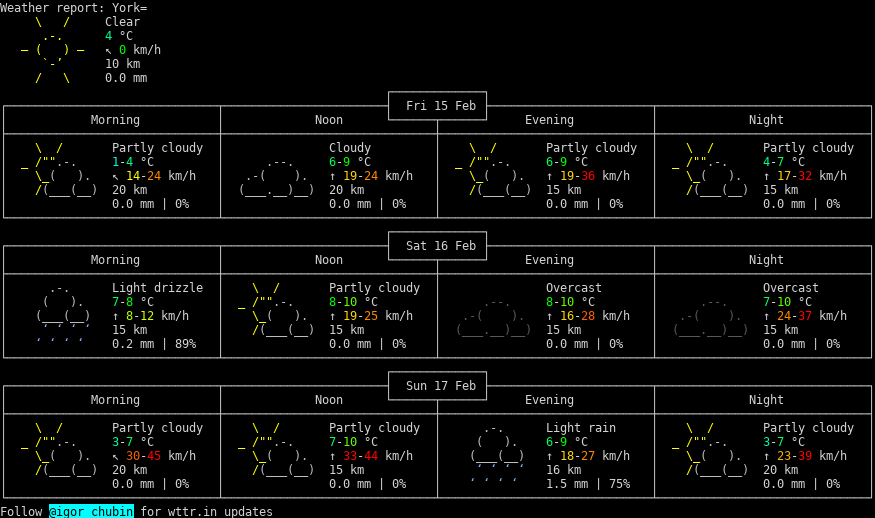 Weather report: York=
Clear
4 °C
↖ 0 km/h
10 km
0.0 mm
Fri 15 Feb
Morning Noon Evening Night
Partly cloudy Cloudy Partly cloudy Partly cloudy
1-4 °C 6-9 °C 6-9 °C 4-7 °C
↖ 14-24 km/h ↑ 19-24 km/h ↑ 19-36 km/h ↑ 17-32 km/h
20 km 20 km 15 km 15 km
0.0 mm | 0% 0.0 mm | 0% 0.0 mm | 0% 0.0 mm | 0%
Sat 16 Feb
Morning Noon Evening Night
Light drizzle Partly cloudy Overcast Overcast
7-8 °C 8-10 °C 8-10 °C 7-10 °C
↑ 8-12 km/h ↑ 19-25 km/h ↑ 16-28 km/h ↑ 24-37 km/h
15 km 15 km 15 km 15 km
0.2 mm | 89% 0.0 mm | 0% 0.0 mm | 0% 0.0 mm | 0%
Sun 17 Feb
Morning Noon Evening Night
Partly cloudy Partly cloudy Light rain Partly cloudy
3-7 °C 7-10 °C 6-9 °C 3-7 °C
↖ 30-45 km/h ↑ 33-44 km/h ↑ 18-27 km/h ↑ 23-39 km/h
20 km 15 km 16 km 20 km
0.0 mm | 0% 0.0 mm | 0% 1.5 mm | 75% 0.0 mm | 0%
Follow @igor_chubin for wttr.in updates